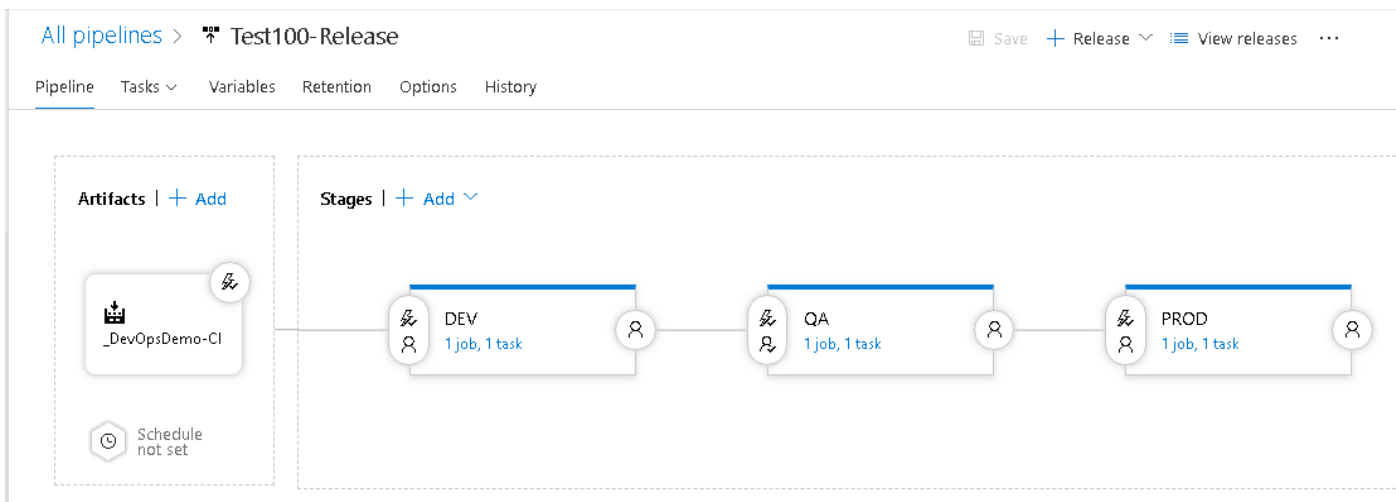 All pipelines > Test100-Release
Save + Release View releases ...
Pipeline Tasks Variables Retention Options History
Artifacts | + Add
Stages | + Add
_DevOpsDemo-CI
DEV
1 job, 1 task
QA
1 job, 1 task
PROD
1 job, 1 task
Schedule
not set